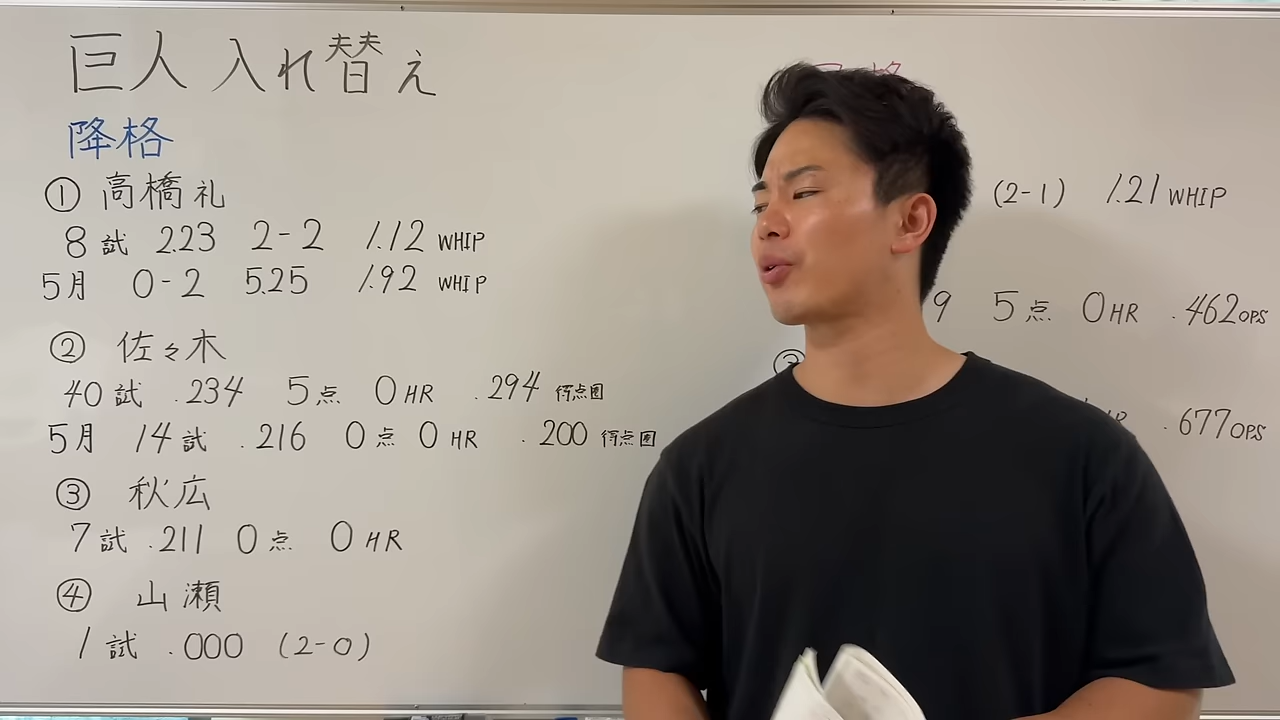 巨人 入れ替え
降格
① 高橋礼
8試 2.23 2-2 1.12 WHIP
5月 0-2 5.25 1.92 WHIP
② 佐々木
40試 .234 5点 0HR .294 得点圏
5月 14試 .216 0点 0HR .200 得点圏
③ 秋広
7試 .211 0点 0HR
④ 山瀬
1試 .000 (2-0)
(2-1) 1.21 WHIP
9 5点 0HR .462OPS
.677OPS